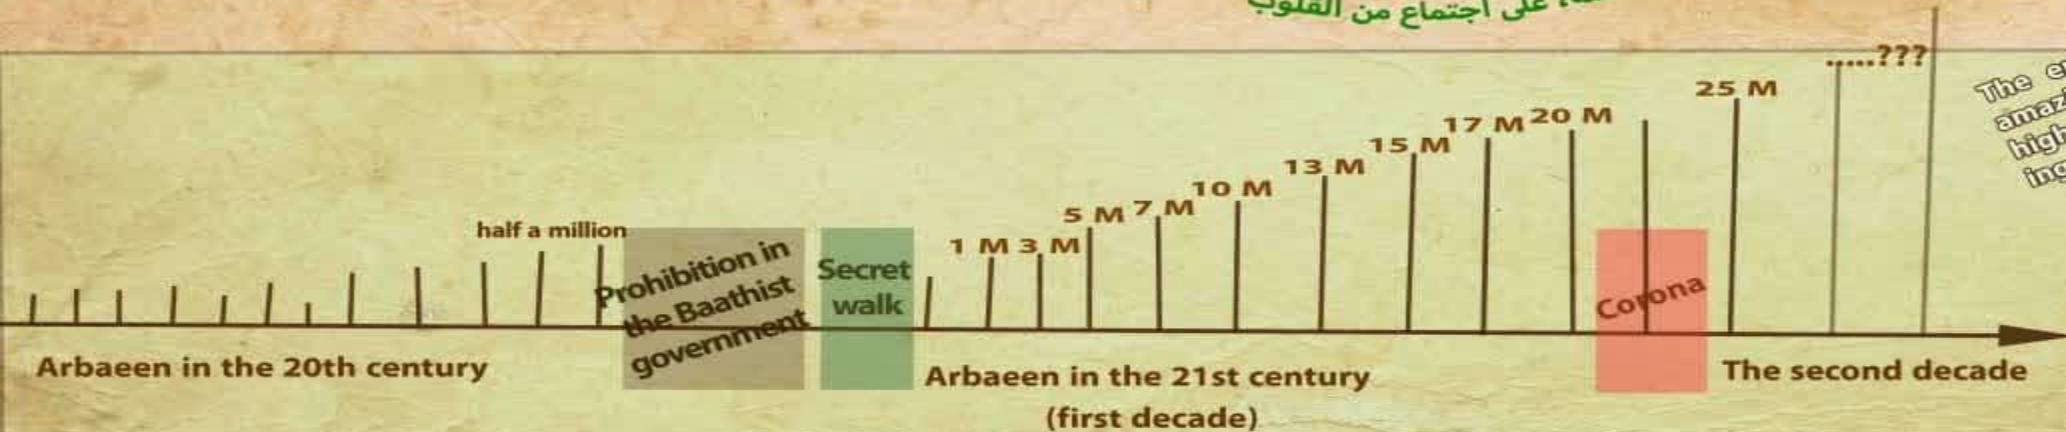 على اجتماع من القلوب
.....???
25 M
20 M
17 M
15 M
13 M
10 M
7 M
5 M
3 M
1 M
half a million
Prohibition in
the Baathist
government
Secret
walk
Corona
Arbaeen in the 20th century
Arbaeen in the 21st century
(first decade)
The second decade
The